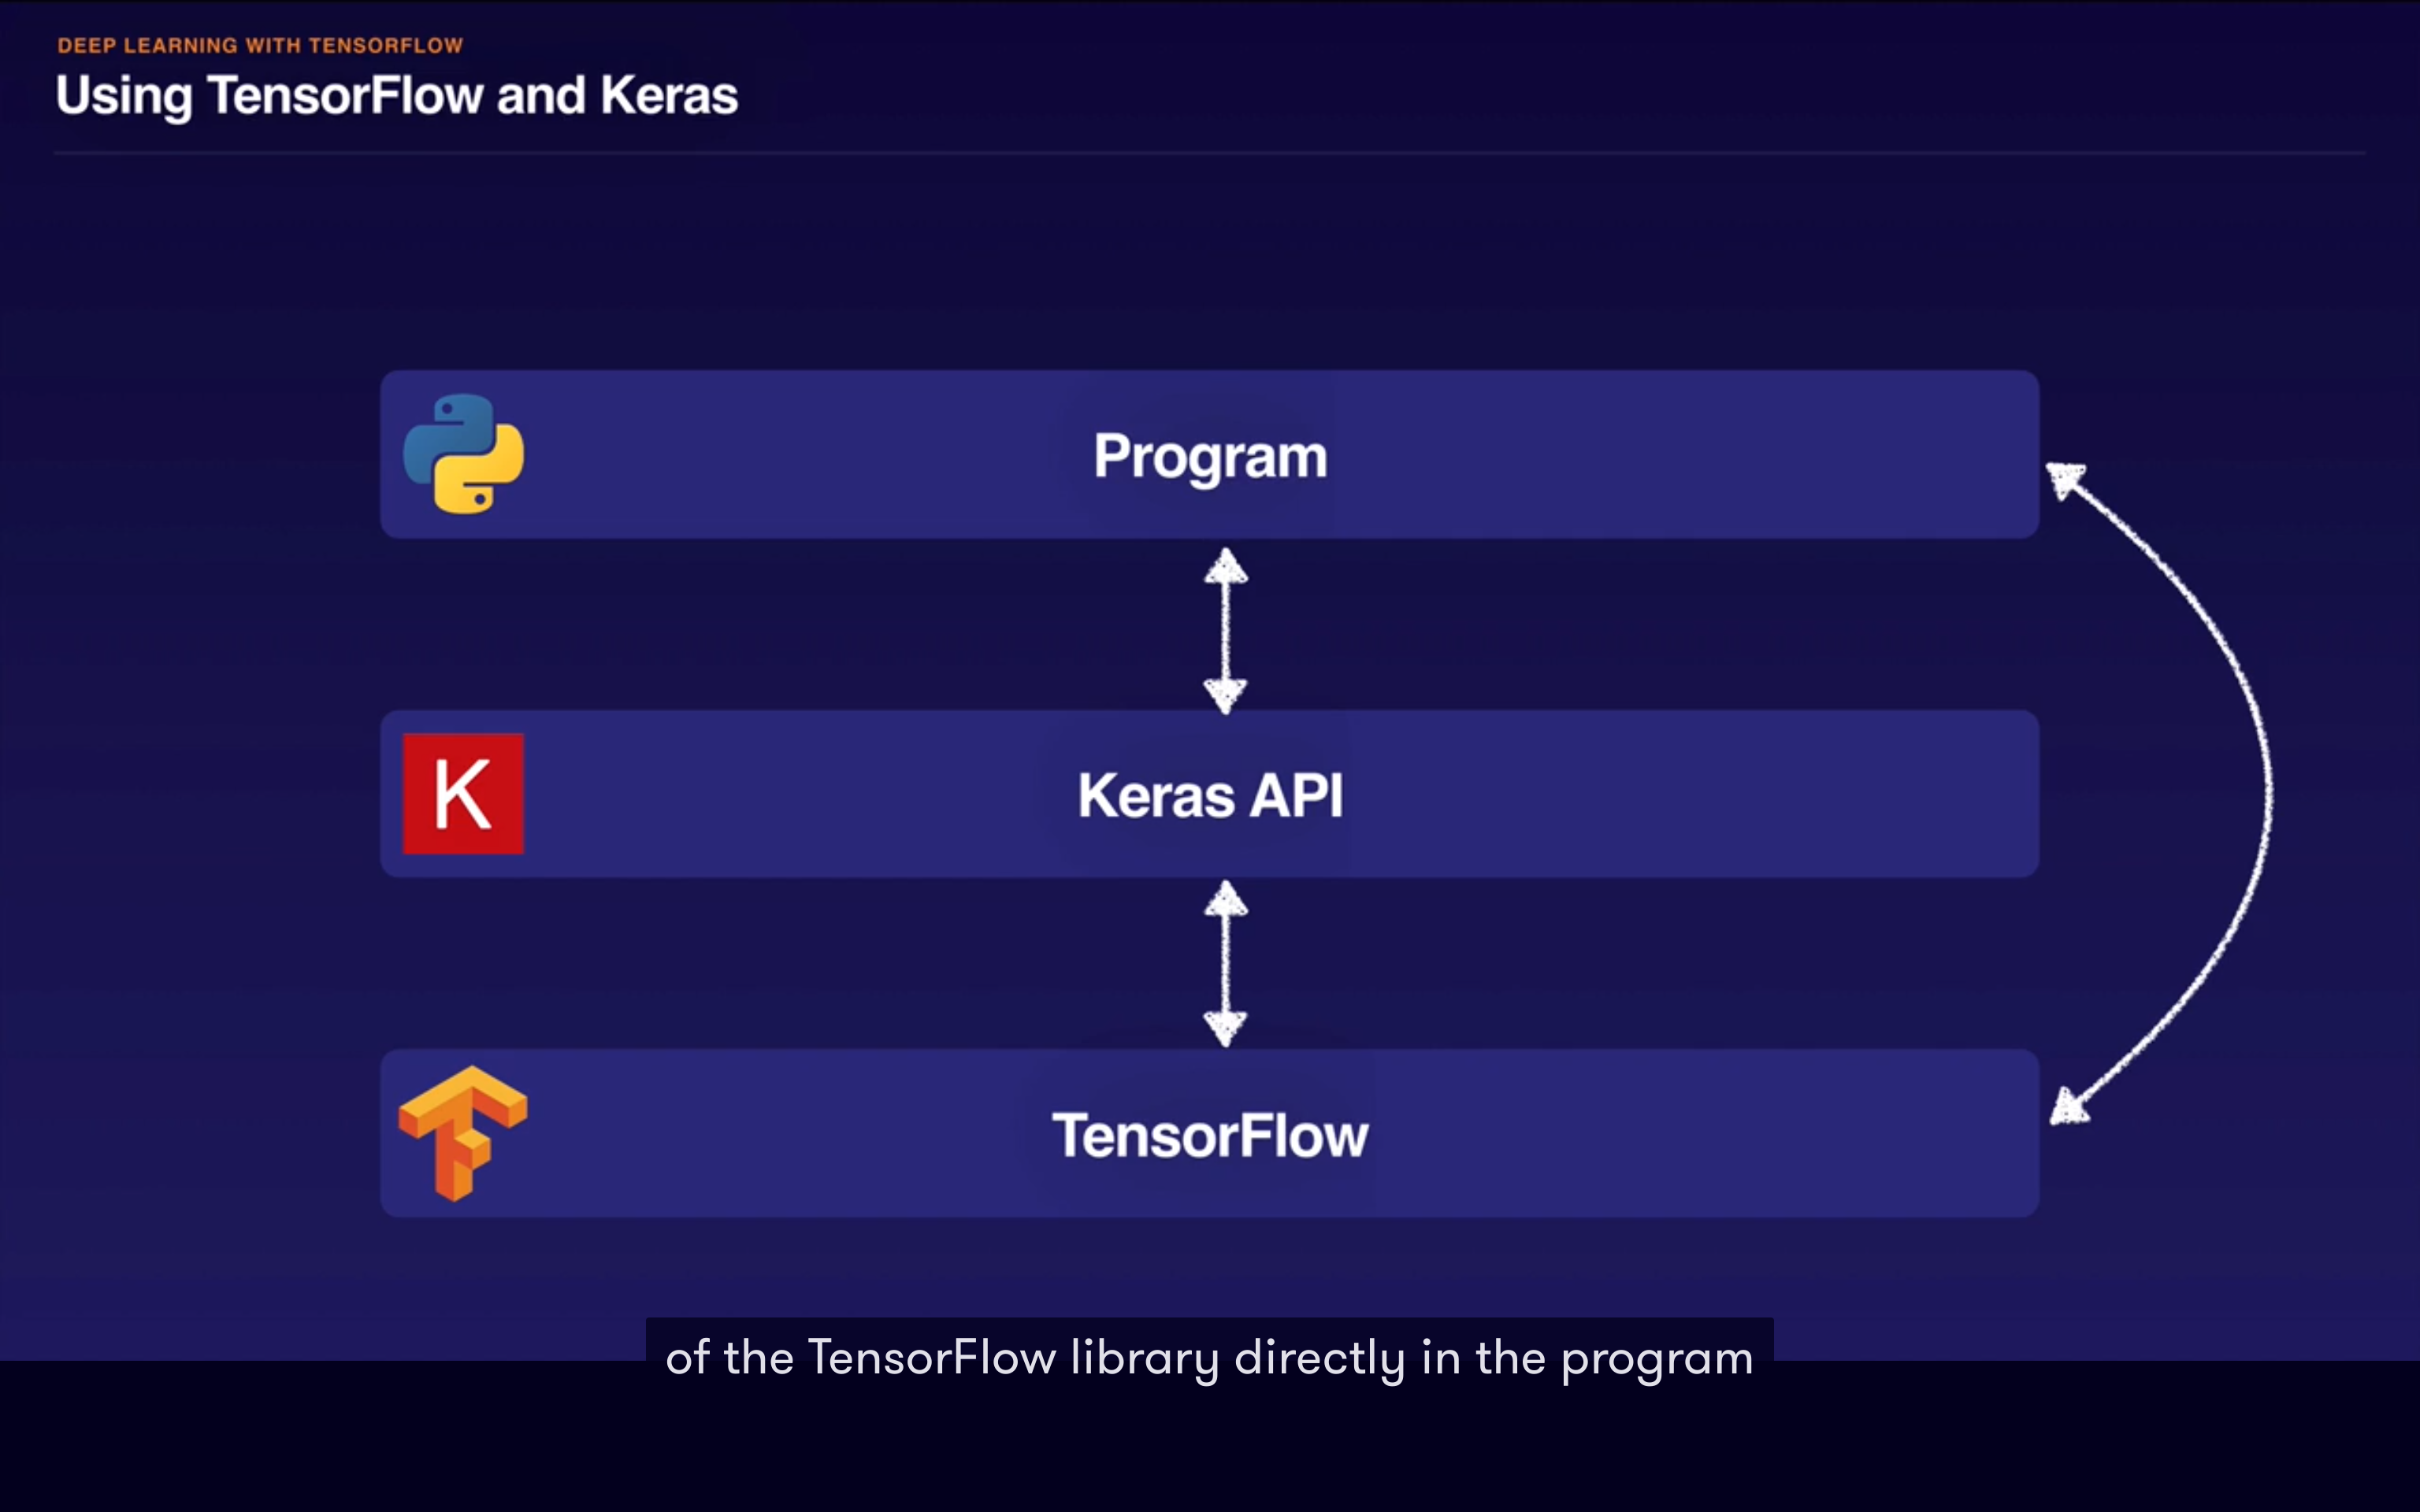 DEEP LEARNING WITH TENSORFLOW
Using TensorFlow and Keras
Program
K
Keras API
TensorFlow
of the TensorFlow library directly in the program